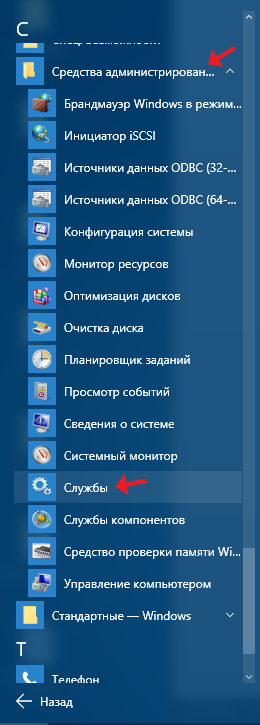 С
Спец. возможности
Средства администрирован...
Брандмауэр Windows в режим...
Инициатор iSCSI
Источники данных ODBC (32-...
Источники данных ODBC (64-...
Конфигурация системы
Монитор ресурсов
Оптимизация дисков
Очистка диска
Планировщик заданий
Просмотр событий
Сведения о системе
Системный монитор
Службы
Службы компонентов
Средство проверки памяти Wi...
Управление компьютером
Стандартные — Windows
Т
Телефон
Назад